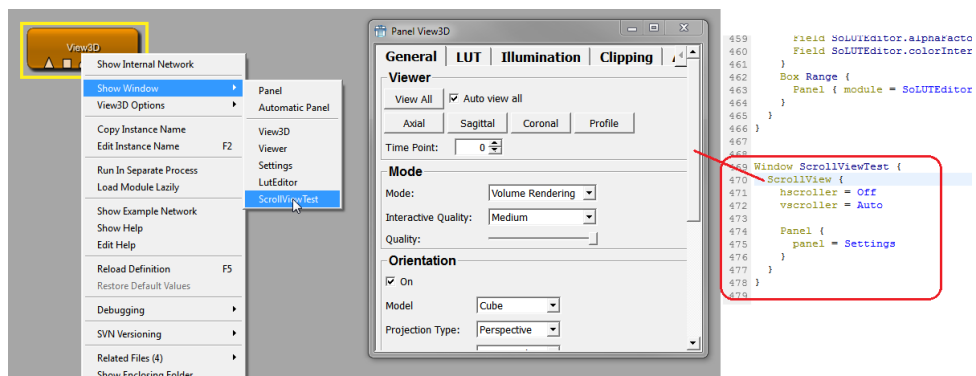 View3D
Show Internal Network
Show Window
View3D Options
Copy Instance Name
Edit Instance Name F2
Run In Separate Process
Load Module Lazily
Show Example Network
Show Help
Edit Help
Reload Definition F5
Restore Default Values
Debugging
SVN Versioning
Related Files (4)
Show Enclosing Folder
Panel
Automatic Panel
View3D
Viewer
Settings
LutEditor
ScrollViewTest
Panel View3D
General LUT Illumination Clipping
Viewer
View All Auto view all
Axial Sagittal Coronal Profile
Time Point: 0
Mode
Mode: Volume Rendering
Interactive Quality: Medium
Quality:
Orientation
On
Model Cube
Projection Type: Perspective
459 Field SoLUTEditor.alphaFacto
460 Field SoLUTEditor.colorInter
461 }
462 Box Range {
463 Panel { module = SoLUTEditor
464 }
465 }
466 }
467
468
469 Window ScrollViewTest {
470 ScrollView {
471 hscroller = Off
472 vscroller = Auto
473
474 Panel {
475 panel = Settings
476 }
477 }
478 }
479